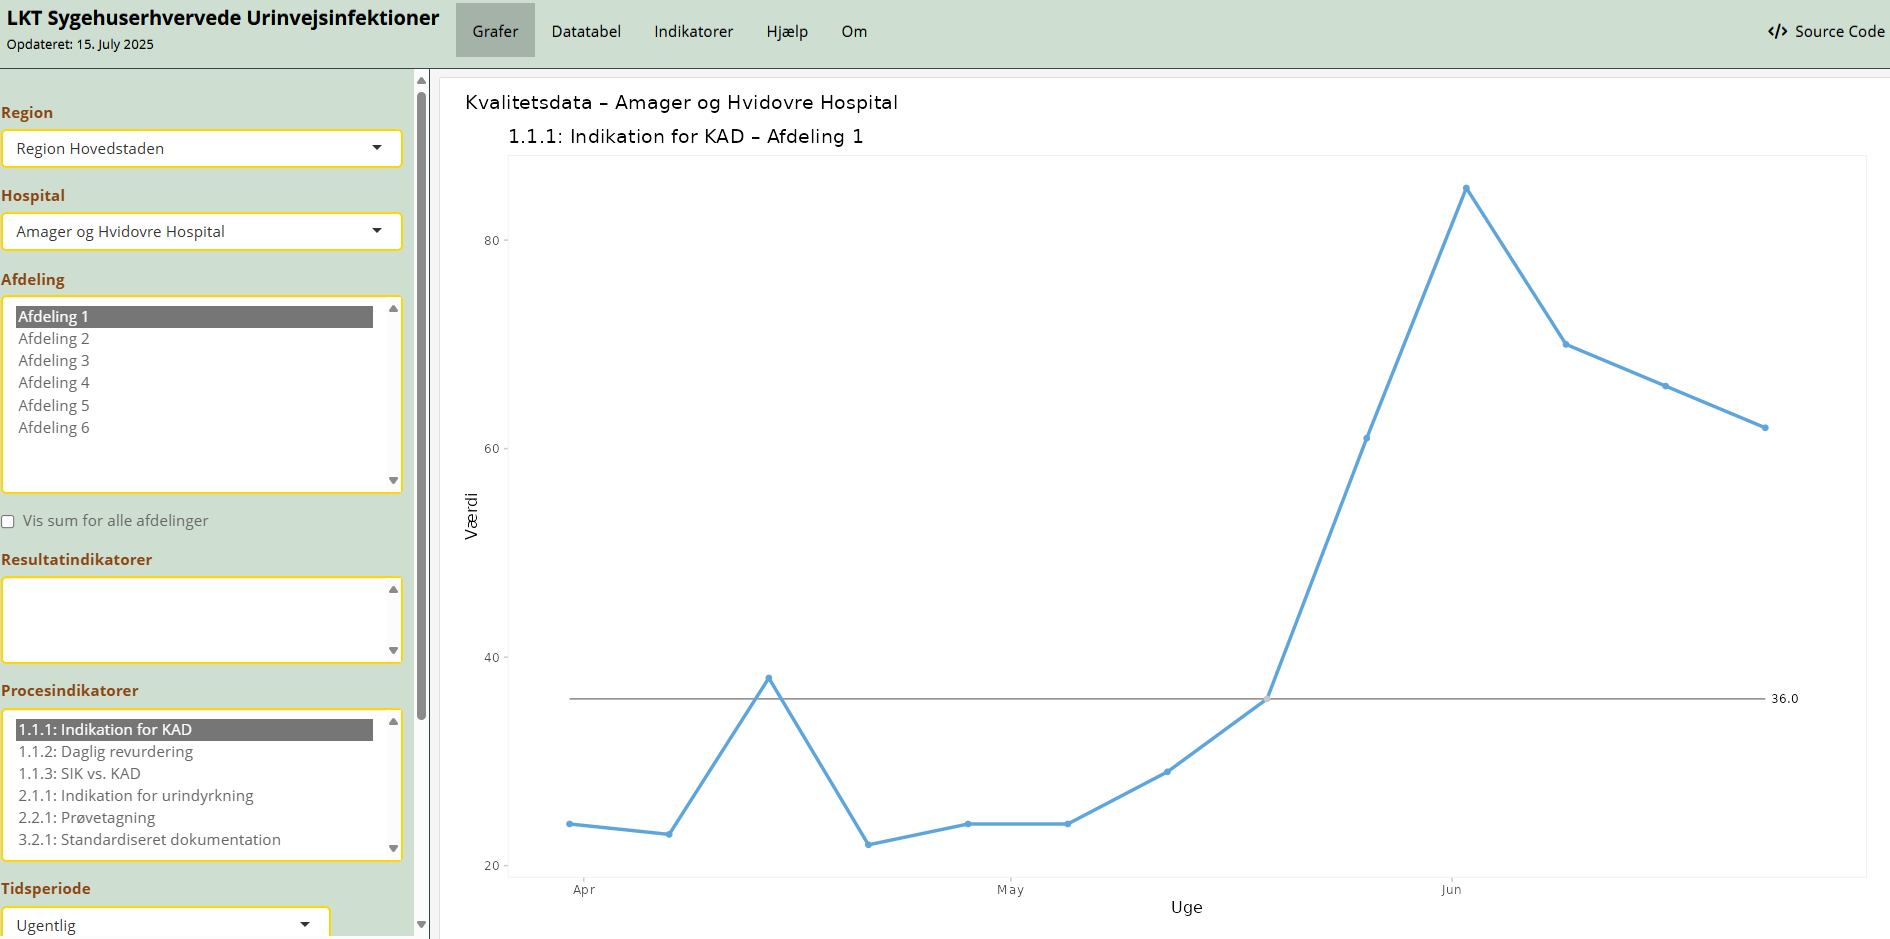 LKT Sygehuserhvervede Urinvejsinfektioner
Opdateret: 15. July 2025
Grafer
Datatabel
Indikatorer
Hjælp
Om
</> Source Code
Region
Region Hovedstaden
Hospital
Amager og Hvidovre Hospital
Afdeling
Afdeling 1
Afdeling 2
Afdeling 3
Afdeling 4
Afdeling 5
Afdeling 6
Vis sum for alle afdelinger
Resultatindikatorer
Procesindikatorer
1.1.1: Indikation for KAD
1.1.2: Daglig revurdering
1.1.3: SIK vs. KAD
2.1.1: Indikation for urindyrkning
2.2.1: Prøvetagning
3.2.1: Standardiseret dokumentation
Tidsperiode
Ugentlig
Kvalitetsdata – Amager og Hvidovre Hospital
1.1.1: Indikation for KAD – Afdeling 1
80
60
40
20
Værdi
36.0
Apr
May
Jun
Uge